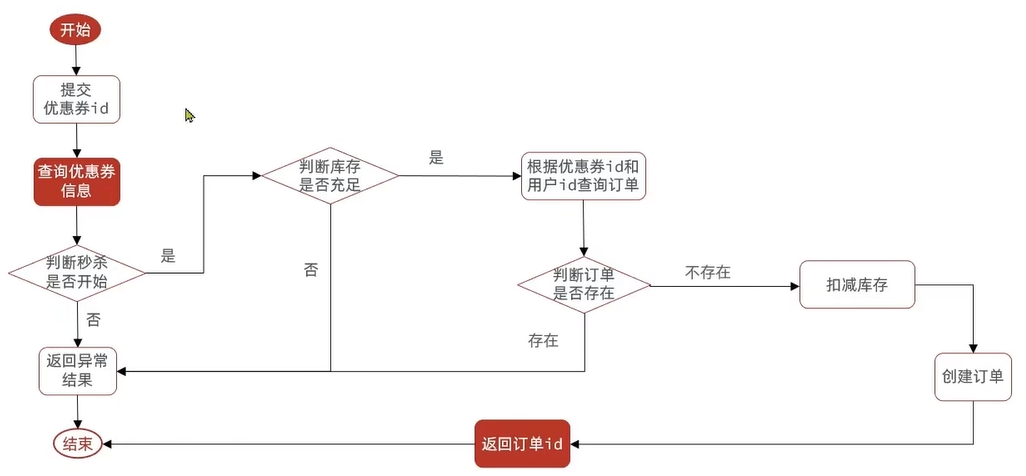 开始
提交
优惠券id
查询优惠券
信息
判断秒杀
是否开始
是
否
判断库存
是否充足
是
否
根据优惠券id和
用户id查询订单
判断订单
是否存在
不存在
存在
扣减库存
创建订单
返回异常
结果
返回订单id
结束